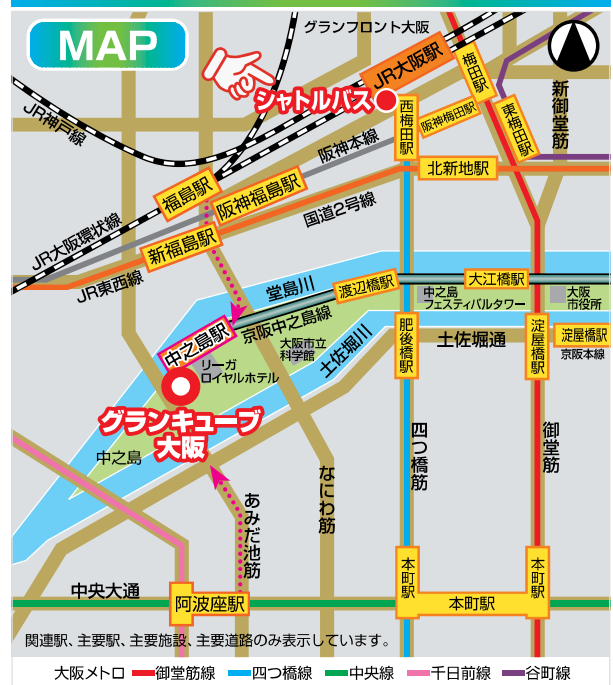 MAP
グランフロント大阪
JR大阪駅
シャトルバス
梅田駅
新御堂筋
JR神戸線
西梅田駅
阪神梅田駅
東梅田駅
阪神本線
北新地駅
福島駅
阪神福島駅
国道2号線
新福島駅
JR大阪環状線
JR東西線
堂島川
渡辺橋駅
大江橋駅
中之島
フェスティバルタワー
大阪
市役所
中之島駅
京阪中之島線
リーガ
ロイヤルホテル
大阪市立
科学館
土佐堀川
肥後橋駅
土佐堀通
淀屋橋駅
淀屋橋駅
京阪本線
グランキューブ
大阪
中之島
四つ橋筋
御堂筋
なにわ筋
あみだ池筋
中央大通
阿波座駅
本町駅
本町駅
本町駅
関連駅、主要駅、主要施設、主要道路のみ表示しています。
大阪メトロ 御堂筋線 四つ橋線 中央線 千日前線 谷町線